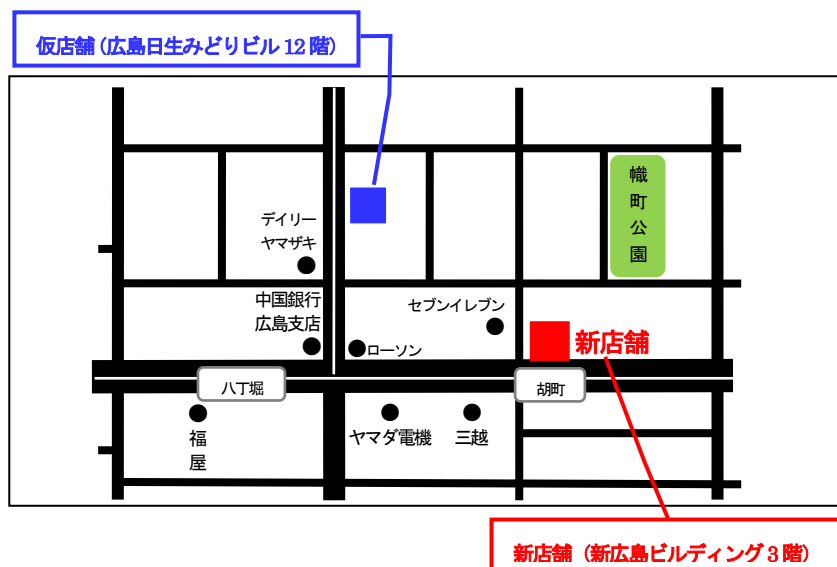 仮店舗(広島日生みどりビル 12 階)
幟
町
公
園
デイリー
ヤマザキ
中国銀行
広島支店
セブンイレブン
ローソン
新店舗
八丁堀
胡町
福
屋
ヤマダ電機
三越
新店舗 (新広島ビルディング 3 階)